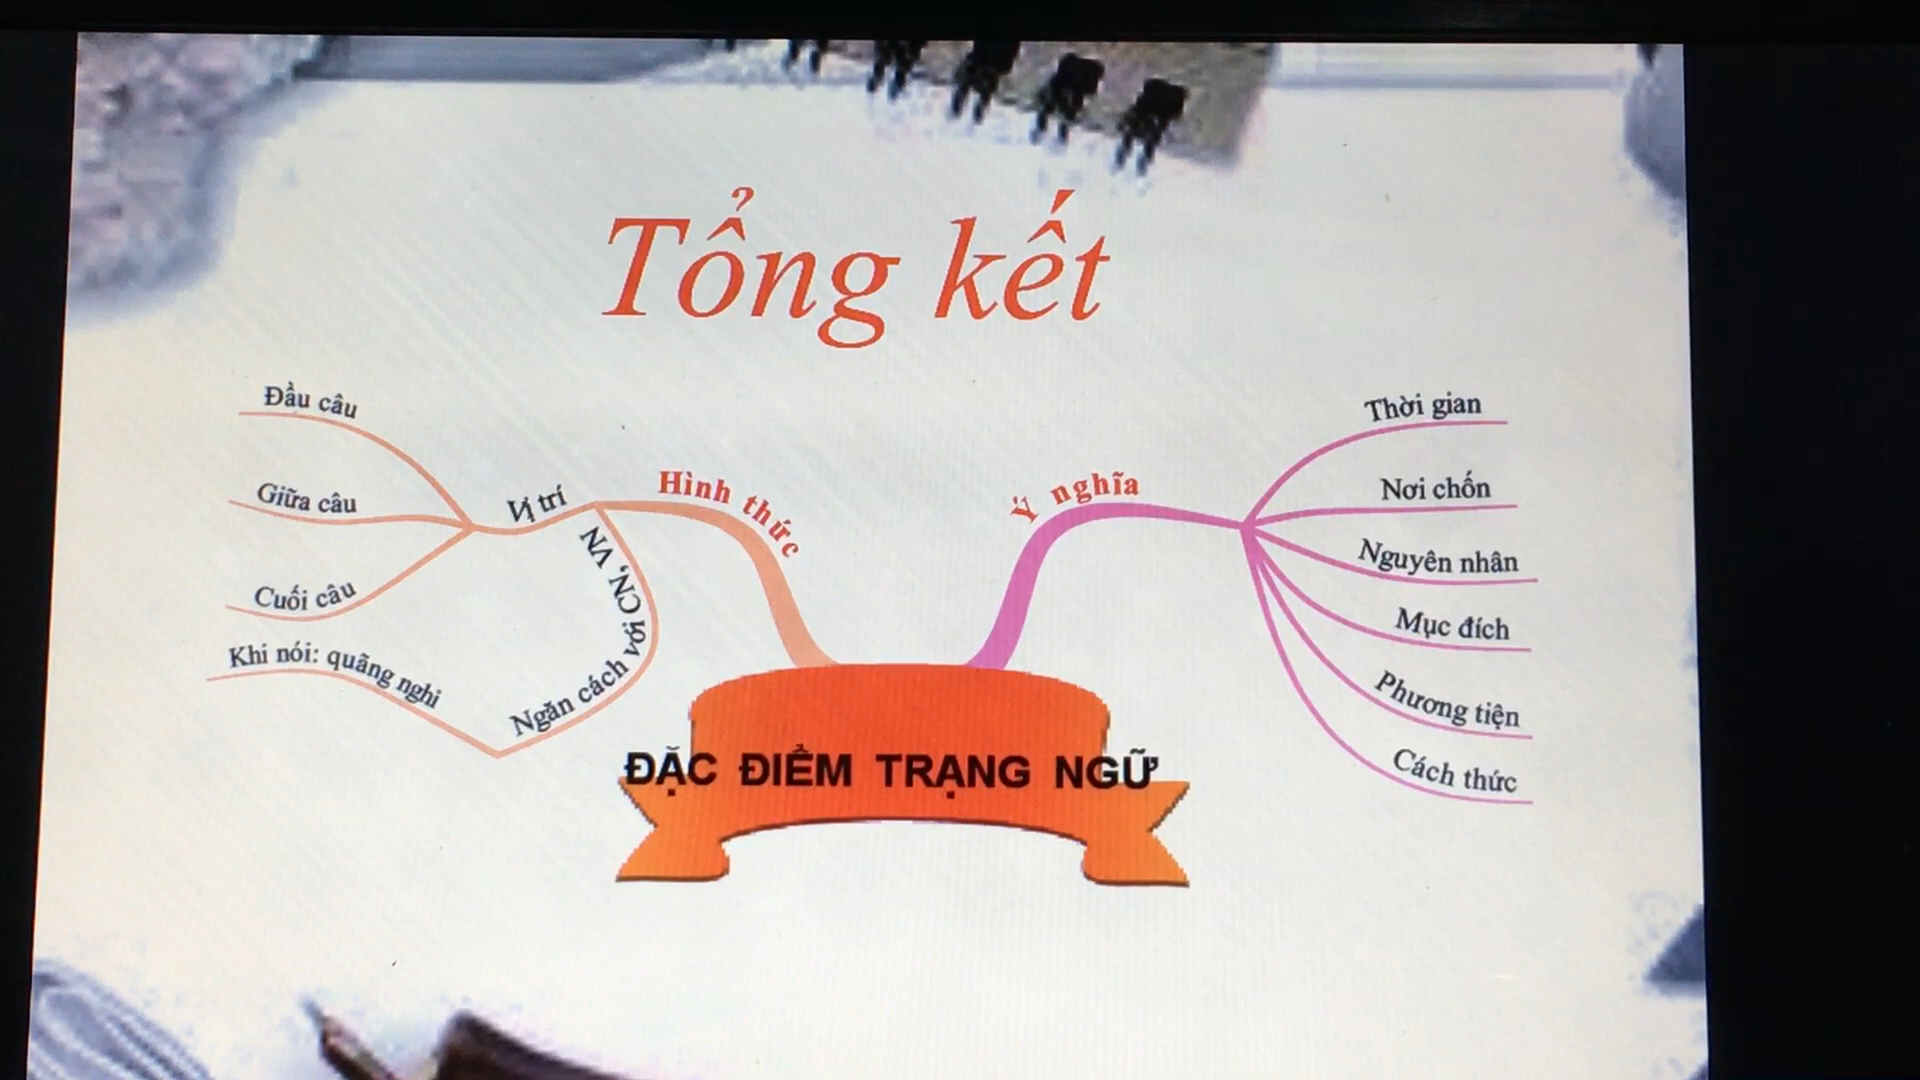 Tổng kết
Đầu câu
Giữa câu
Cuối câu
Vị trí
Hình thức
Khi nói: quãng nghi
Ngăn cách với CN, VN
Ý nghĩa
Thời gian
Nơi chốn
Nguyên nhân
Mục đích
Phương tiện
Cách thức
ĐẶC ĐIỂM TRẠNG NGỮ